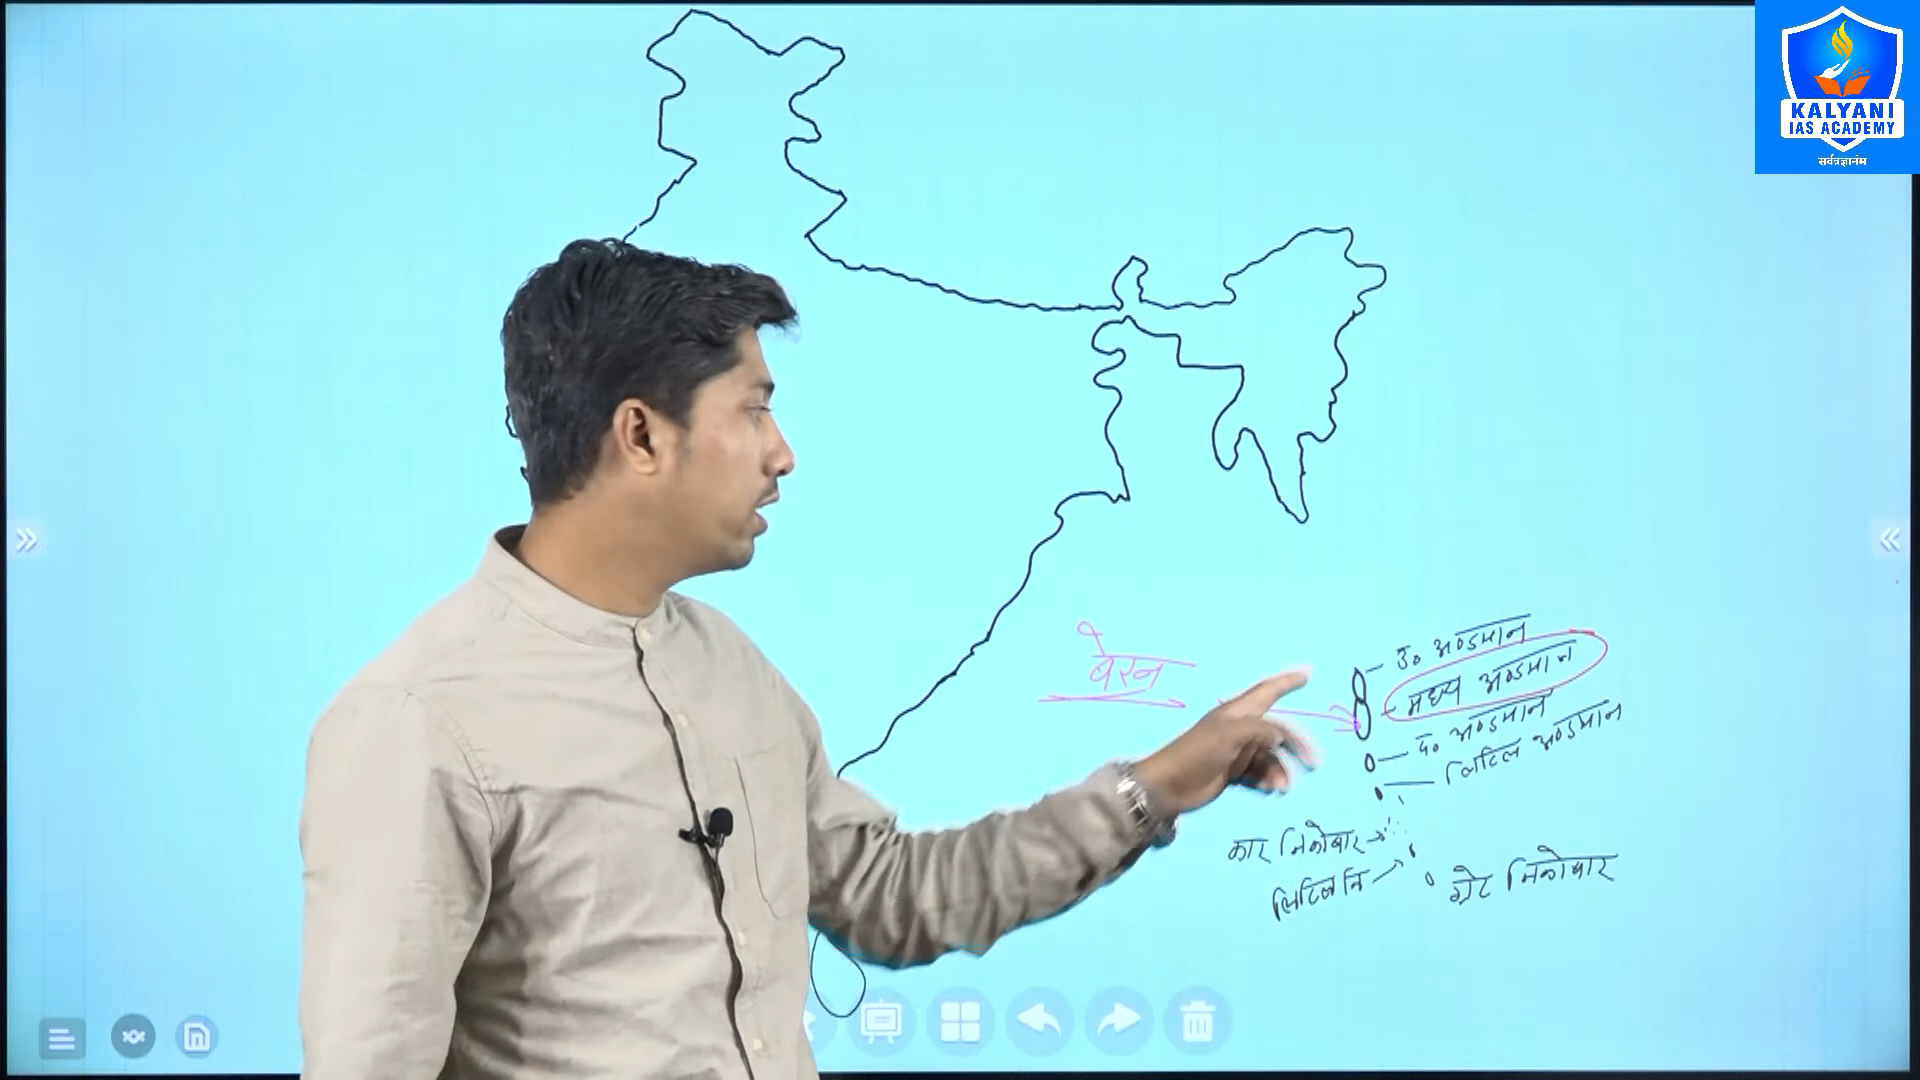 KALYANI
IAS ACADEMY
सर्वत्रज्ञानंम
बेरन
उ० अण्डमान
मध्य अण्डमान
द० अण्डमान
लिटिल अण्डमान
कार निकोबार
लिटिल नि
ग्रेट निकोबार